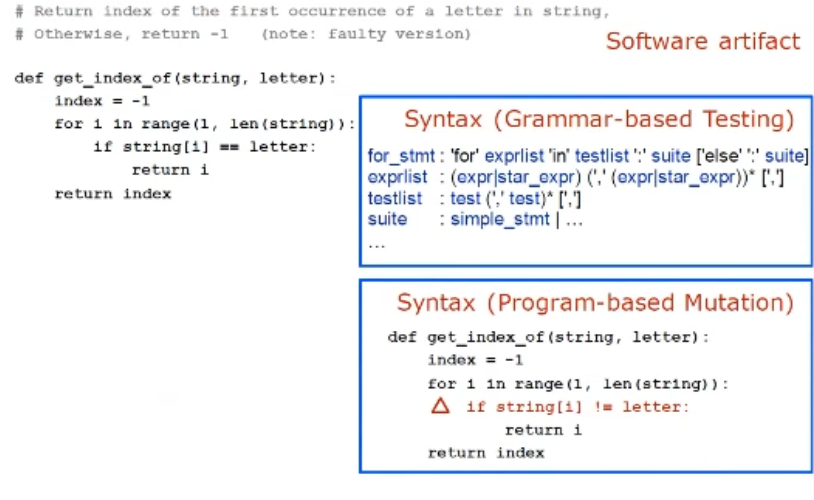 # Return index of the first occurrence of a letter in string,
# Otherwise, return -1   (note: faulty version)
Software artifact
def get_index_of(string, letter):
    index = -1
    for i in range(1, len(string)):
        if string[i] == letter:
            return i
    return index
Syntax (Grammar-based Testing)
for_stmt : 'for' exprlist 'in' testlist ':' suite ['else' ':' suite]
exprlist : (expr|star_expr) (',' (expr|star_expr))* [',']
testlist : test (',' test)* [',']
suite : simple_stmt | ...
...
Syntax (Program-based Mutation)
def get_index_of(string, letter):
    index = -1
    for i in range(1, len(string)):
Δ if string[i] != letter:
            return i
    return index